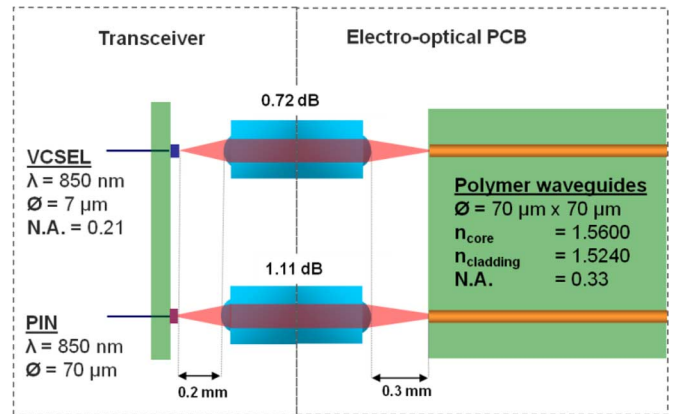 Transceiver
Electro-optical PCB
0.72 dB
VCSEL
λ = 850 nm
Ø = 7 µm
N.A. = 0.21
Polymer waveguides
Ø = 70 µm x 70 µm
n_core = 1.5600
n_cladding = 1.5240
N.A. = 0.33
1.11 dB
PIN
λ = 850 nm
Ø = 70 µm
0.2 mm
0.3 mm